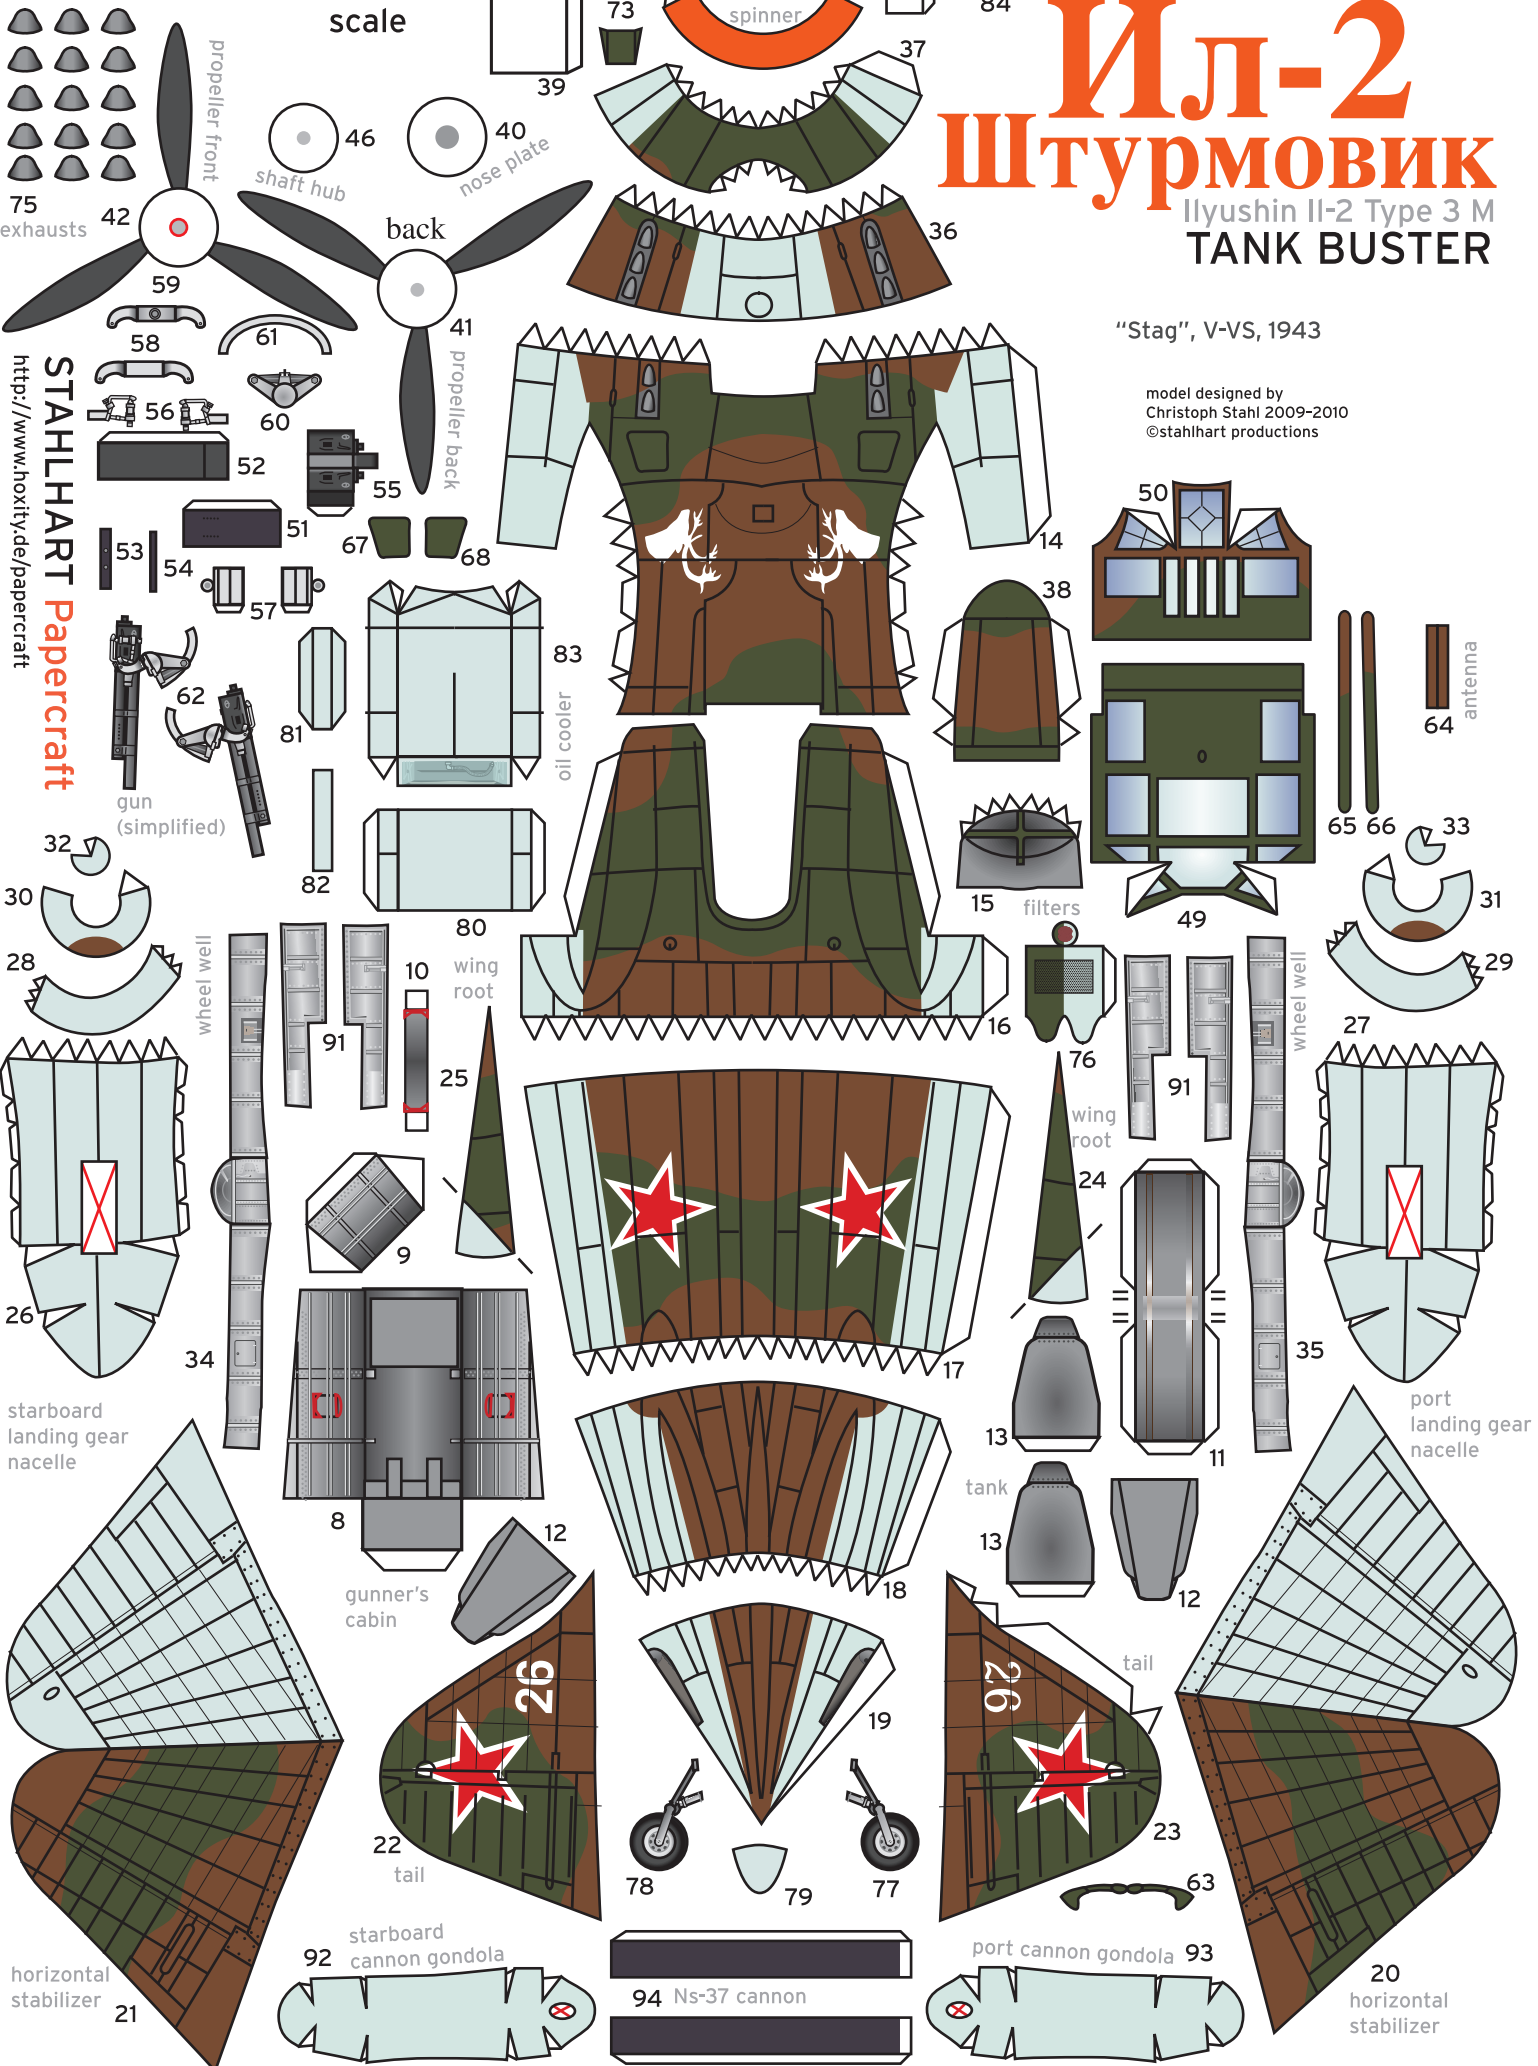 scale
73
spinner
84
39
37
Ил-2
Штурмовик
Ilyushin Il-2 Type 3 M
TANK BUSTER
"Stag", V-VS, 1943
model designed by
Christoph Stahl 2009-2010
©stahlhart productions
propeller front
46
shaft hub
40
nose plate
75
exhausts
42
back
36
59
41
propeller back
58
61
56
60
52
55
51
67
68
53
54
57
14
50
38
STAHLHART Papercraft
http://www.hoxity.de/papercraft
62
83
oil cooler
81
64
antenna
gun
(simplified)
65
66
32
33
82
30
80
15
filters
49
31
28
wheel well
10
wing
root
16
76
wheel well
29
27
91
25
91
wing
root
24
9
26
34
17
35
starboard
landing gear
nacelle
13
11
port
landing gear
nacelle
tank
8
12
13
12
18
gunner's
cabin
26
26
tail
19
22
tail
23
78
79
77
63
horizontal
stabilizer
21
92
starboard
cannon gondola
94
Ns-37 cannon
port cannon gondola
93
20
horizontal
stabilizer